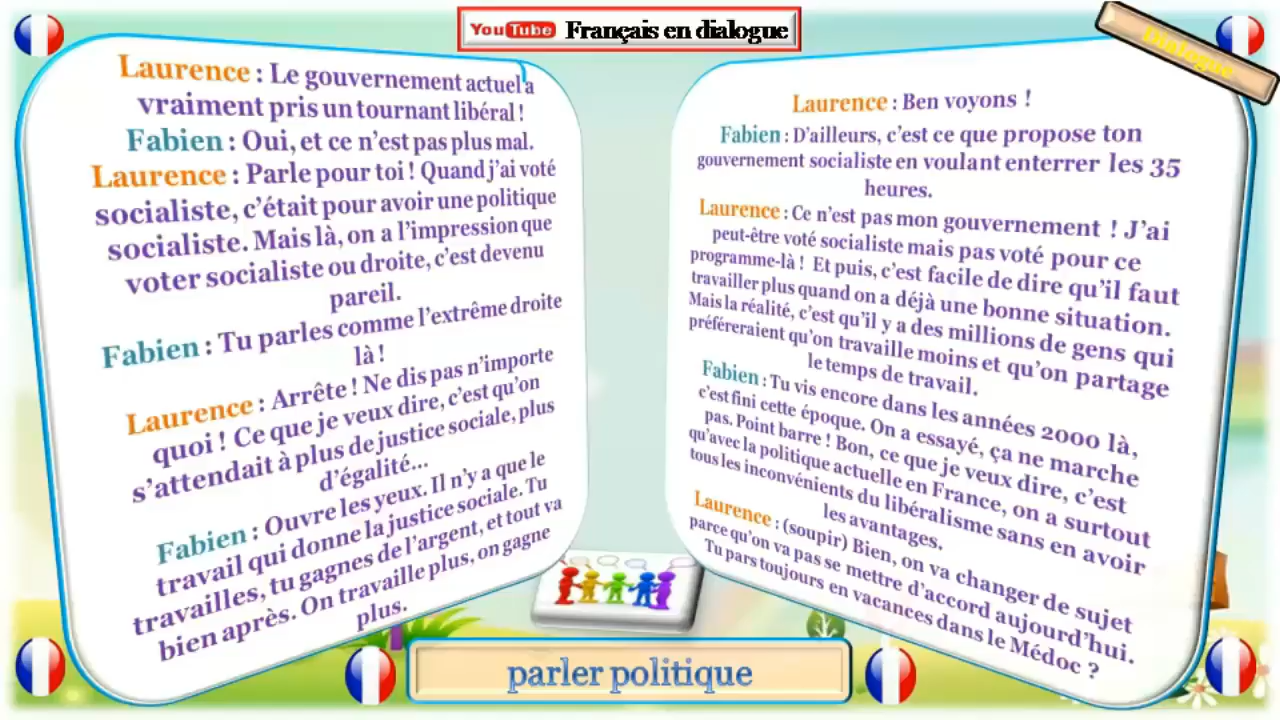 YouTube Français en dialogue
Dialogue
Laurence : Le gouvernement actuel a
vraiment pris un tournant libéral !
Fabien : Oui, et ce n'est pas plus mal.
Laurence : Parle pour toi ! Quand j'ai voté
socialiste, c'était pour avoir une politique
socialiste. Mais là, on a l'impression que
voter socialiste ou droite, c'est devenu
pareil.
Fabien : Tu parles comme l'extrême droite
là !
Laurence : Arrête ! Ne dis pas n'importe
quoi ! Ce que je veux dire, c'est qu'on
s'attendait à plus de justice sociale, plus
d'égalité...
Fabien : Ouvre les yeux. Il n'y a que le
travail qui donne la justice sociale. Tu
travailles, tu gagnes de l'argent, et tout va
bien après. On travaille plus, on gagne
plus.
Laurence : Ben voyons !
Fabien : D'ailleurs, c'est ce que propose ton
gouvernement socialiste en voulant enterrer les 35
heures.
Laurence : Ce n'est pas mon gouvernement ! J'ai
peut-être voté socialiste mais pas voté pour ce
programme-là ! Et puis, c'est facile de dire qu'il faut
travailler plus quand on a déjà une bonne situation.
Mais la réalité, c'est qu'il y a des millions de gens qui
préféreraient qu'on travaille moins et qu'on partage
le temps de travail.
Fabien : Tu vis encore dans les années 2000 là,
c'est fini cette époque. On a essayé, ça ne marche
pas. Point barre ! Bon, ce que je veux dire, c'est
qu'avec la politique actuelle en France, on a surtout
tous les inconvénients du libéralisme sans en avoir
les avantages.
Laurence : (soupir) Bien, on va changer de sujet
parce qu'on va pas se mettre d'accord aujourd'hui.
Tu pars toujours en vacances dans le Médoc ?
parler politique